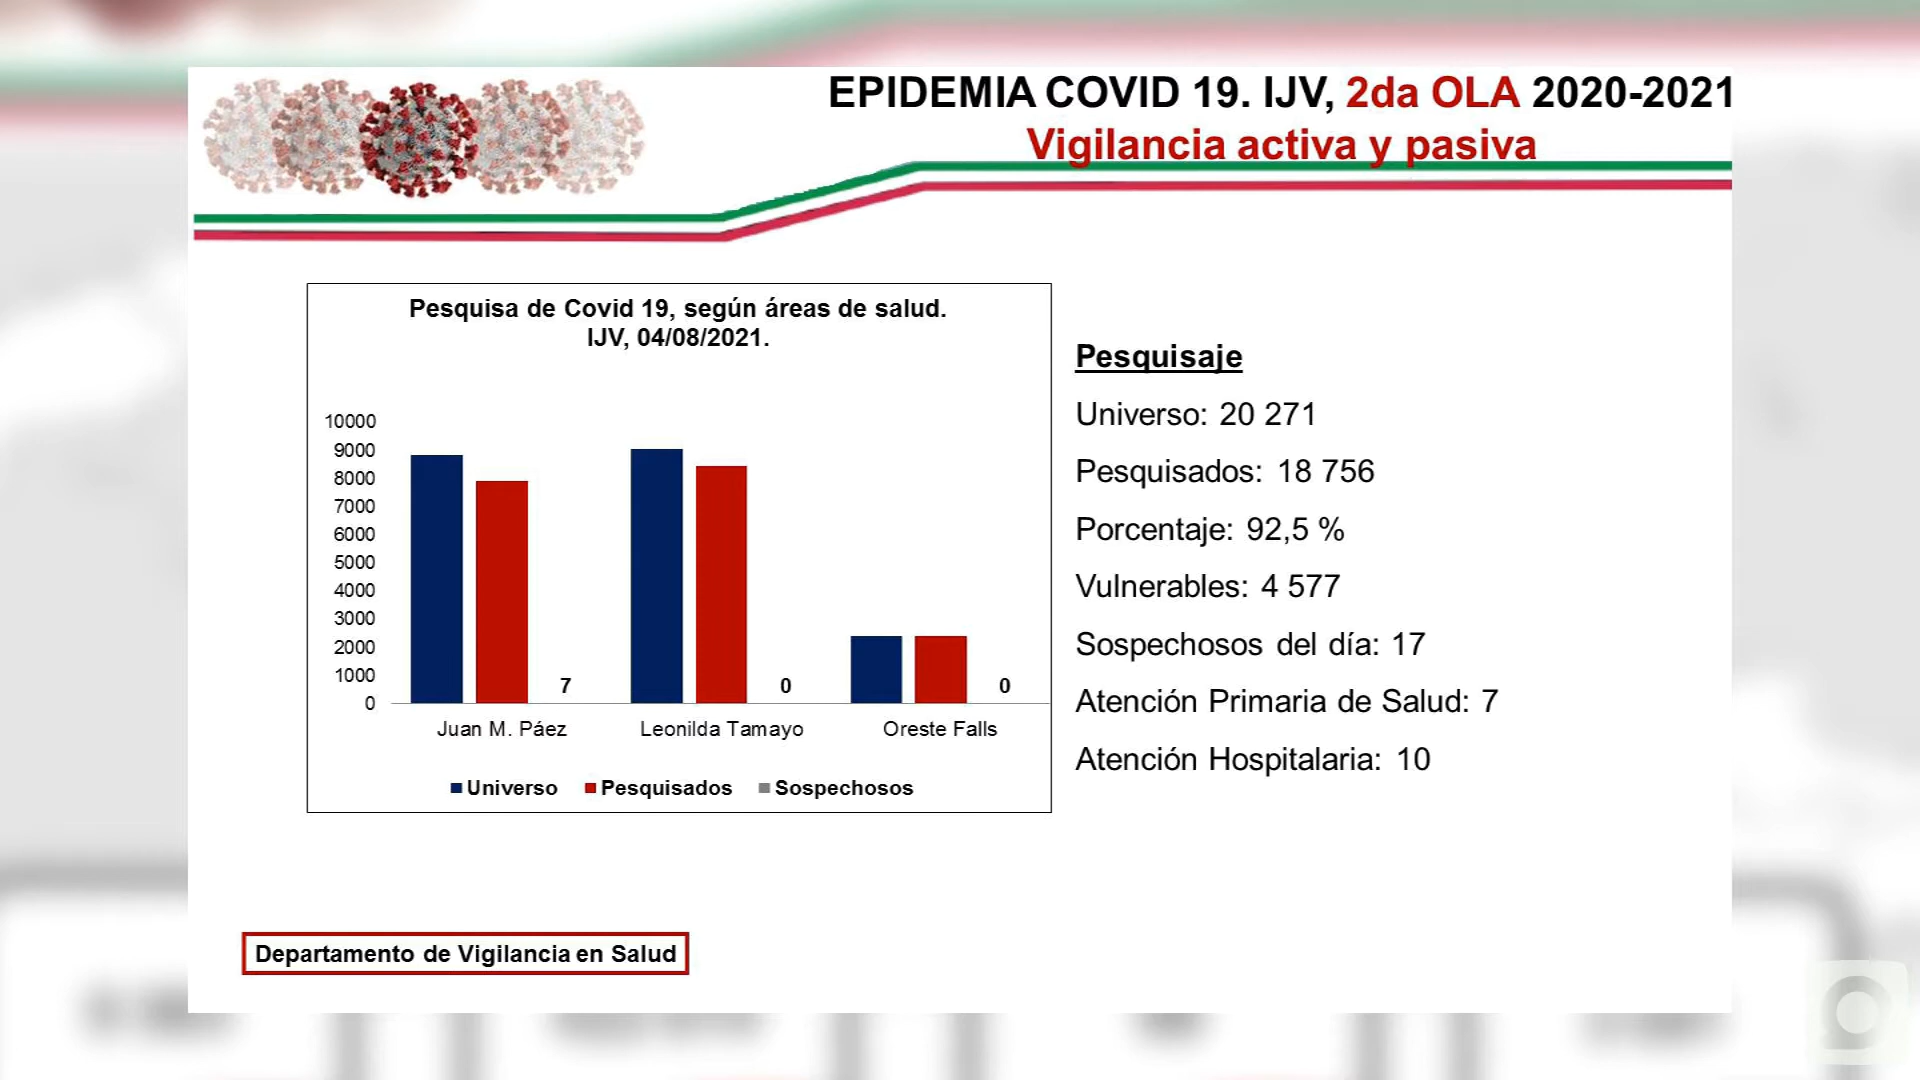 EPIDEMIA COVID 19. IJV, 2da OLA 2020-2021
Vigilancia activa y pasiva
Pesquisa de Covid 19, según áreas de salud.
IJV, 04/08/2021.
10000
9000
8000
7000
6000
5000
4000
3000
2000
1000
0
7
0
0
Juan M. Páez
Leonilda Tamayo
Oreste Falls
Universo
Pesquisados
Sospechosos
Pesquisaje
Universo: 20 271
Pesquisados: 18 756
Porcentaje: 92,5 %
Vulnerables: 4 577
Sospechosos del día: 17
Atención Primaria de Salud: 7
Atención Hospitalaria: 10
Departamento de Vigilancia en Salud